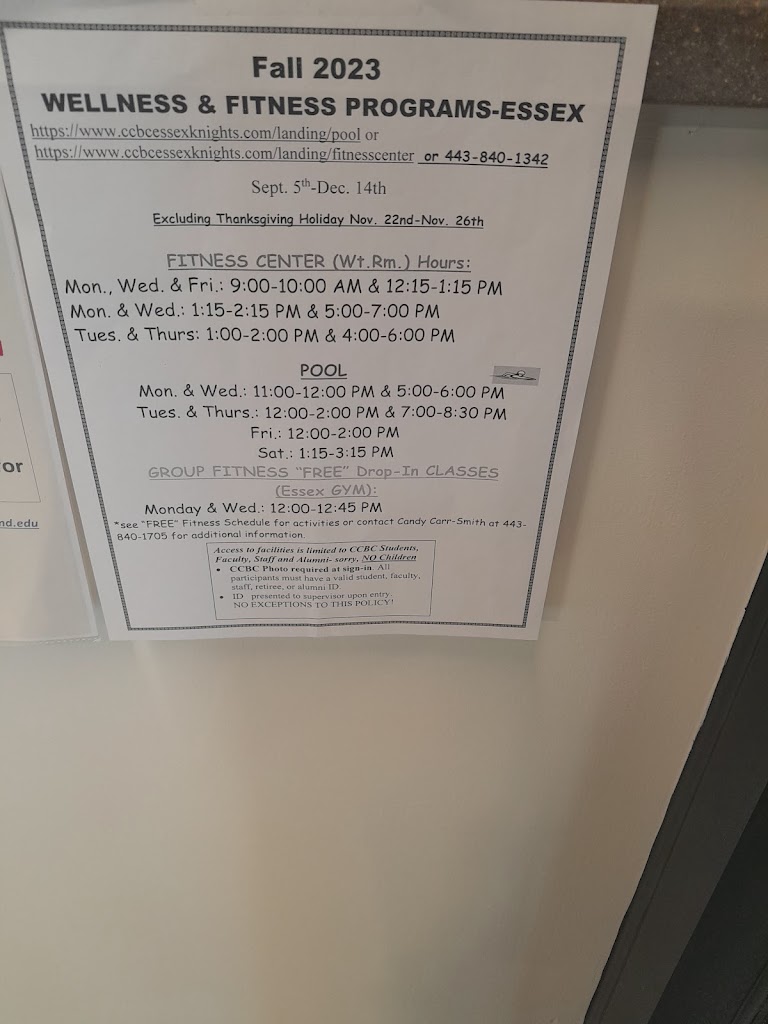 Fall 2023
WELLNESS & FITNESS PROGRAMS-ESSEX
https://www.ccbcessexknights.com/landing/pool or
https://www.ccbcessexknights.com/landing/fitnesscenter or 443-840-1342
Sept. 5th-Dec. 14th
Excluding Thanksgiving Holiday Nov. 22nd-Nov. 26th
FITNESS CENTER (Wt.Rm.) Hours:
Mon., Wed. & Fri.: 9:00-10:00 AM & 12:15-1:15 PM
Mon. & Wed.: 1:15-2:15 PM & 5:00-7:00 PM
Tues. & Thurs: 1:00-2:00 PM & 4:00-6:00 PM
POOL
Mon. & Wed.: 11:00-12:00 PM & 5:00-6:00 PM
Tues. & Thurs.: 12:00-2:00 PM & 7:00-8:30 PM
Fri.: 12:00-2:00 PM
Sat.: 1:15-3:15 PM
GROUP FITNESS "FREE" Drop-In CLASSES
(Essex GYM):
Monday & Wed.: 12:00-12:45 PM
*see "FREE" Fitness Schedule for activities or contact Candy Carr-Smith at 443-
840-1705 for additional information.
Access to facilities is limited to CCBC Students,
Faculty, Staff and Alumni- sorry, NO Children
• CCBC Photo required at sign-in. All
participants must have a valid student, faculty,
staff, retiree, or alumni ID
• ID presented to supervisor upon entry.
NO EXCEPTIONS TO THIS POLICY!
or
nd.edu